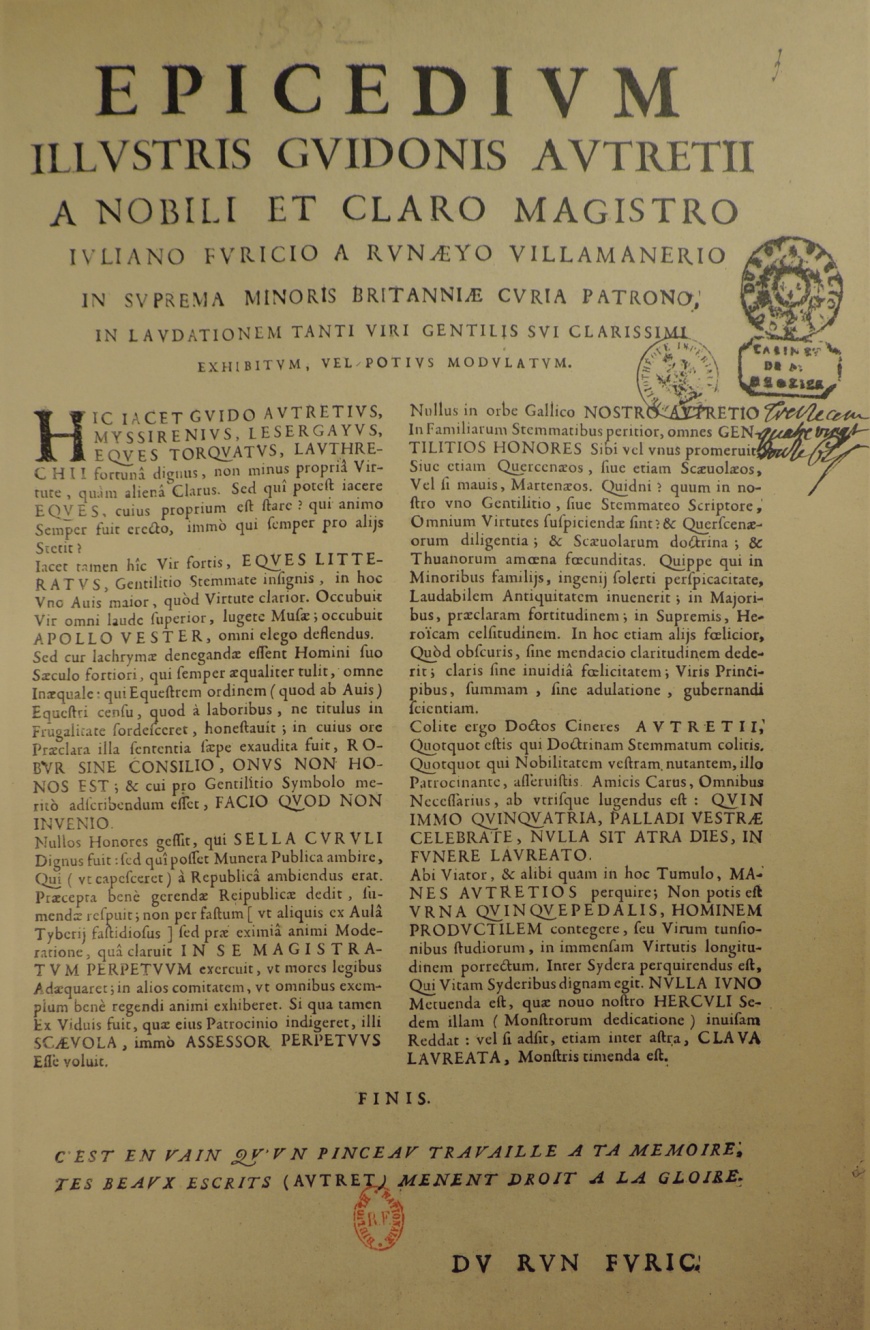 EPICEDIVM
ILLVSTRIS GVIDONIS AVTRETII
A NOBILI ET CLARO MAGISTRO
IVLIANO FVRICIO A RVNÆYO VILLAMANERIO
IN SVPREMA MINORIS BRITANNIÆ CVRIA PATRONO,
IN LAVDATIONEM TANTI VIRI GENTILIS SVI CLARISSIMI
EXHIBITVM, VEL POTIVS MODVLATVM.
HIC IACET GVIDO AVTRETIVS,
MYSSIRENIVS, LESERGAYVS,
EQVES TORQVATVS, LAVTHRE-
CHII fortunâ dignus, non minus propriâ Vir-
tute, quàm alienâ Clarus. Sed quî potest iacere
EQVES, cuius proprium est stare? qui animo
Semper fuit erecto, immò qui semper pro alijs
Stetit?
Iacet tamen hîc Vir fortis, EQVES LITTE-
RATVS, Gentilitio Stemmate insignis, in hoc
Vno Auis maior, quòd Virtute clarior. Occubuit
Vir omni laude superior, lugete Musæ; occubuit
APOLLO VESTER, omni elego deflendus.
Sed cur lachrymæ denegandæ essent Homini suo
Sæculo fortiori, qui semper æqualiter tulit, omne
Inæquale: qui Equestrem ordinem (quod ab Auis)
Equestri censu, quod à laboribus, ne titulus in
Frugalitate sordesceret, honestauit; in cuius ore
Præclara illa sententia sæpe exaudita fuit, RO-
BVR SINE CONSILIO, ONVS NON HO-
NOS EST; & cui pro Gentilitio Symbolo me-
ritò adscribendum esset, FACIO QVOD NON
INVENIO.
Nullos Honores gessit, qui SELLA CVRVLI
Dignus fuit: sed quî posset Munera Publica ambire,
Qui (vt capesceret) à Republicâ ambiendus erat.
Præcepta benè gerendæ Reipublicæ dedit, su-
mendæ respuit; non per fastum [vt aliquis ex Aulâ
Tyberij fastidiosus] sed præ eximiâ animi Mode-
ratione, quâ claruit IN SE MAGISTRA-
TVM PERPETVVM exercuit, vt mores legibus
Adæquaret; in alios comitatem, vt omnibus exem-
plum benè regendi animi exhiberet. Si qua tamen
Ex Viduis fuit, quæ eius Patrocinio indigeret, illi
SCÆVOLA, immò ASSESSOR PERPETVVS
Esse voluit.
Nullus in orbe Gallico NOSTRO AVTRETIO
In Familiarum Stemmatibus peritior, omnes GEN-
TILITIOS HONORES Sibi vel vnus promeruit
Siue etiam Quercenæos, siue etiam Scæuolæos,
Vel si mauis, Martenæos. Quidni? quum in no-
stro vno Gentilitio, siue Stemmateo Scriptore,
Omnium Virtutes suspiciendæ sint? & Querscenæ-
orum diligentia; & Scæuolarum doctrina; &
Thuanorum amœna fœcunditas. Quippe qui in
Minoribus familijs, ingenij solerti perspicacitate,
Laudabilem Antiquitatem inuenerit; in Majori-
bus, præclaram fortitudinem; in Supremis, He-
roïcam celsitudinem. In hoc etiam alijs fœlicior,
Quòd obscuris, sine mendacio claritudinem dede-
rit; claris sine inuidiâ fœlicitatem; Viris Princi-
pibus, summam, sine adulatione, gubernandi
scientiam.
Colite ergo Doctos Cineres AVTRETII,
Quotquot estis qui Doctrinam Stemmatum colitis.
Quotquot qui Nobilitatem vestram nutantem, illo
Patrocinante, asseruistis. Amicis Carus, Omnibus
Necessarius, ab vtrisque lugendus est: QVIN
IMMO QVINQVATRIA, PALLADI VESTRÆ
CELEBRATE, NVLLA SIT ATRA DIES, IN
FVNERE LAVREATO.
Abi Viator, & alibi quam in hoc Tumulo, MA-
NES AVTRETIOS perquire; Non potis est
VRNA QVINQVEPEDALIS, HOMINEM
PRODVCTILEM contegere, seu Virum tunsio-
nibus studiorum, in immensam Virtutis longitu-
dinem porrectum. Inter Sydera perquirendus est,
Qui Vitam Syderibus dignam egit. NVLLA IVNO
Metuenda est, quæ nouo nostro HERCVLI Se-
dem illam (Monstrorum dedicatione) inuisam
Reddat: vel si adsit, etiam inter astra, CLAVA
LAVREATA, Monstris timenda est.
FINIS.
C'EST EN VAIN QV'VN PINCEAV TRAVAILLE A TA MEMOIRE;
TES BEAVX ESCRITS (AVTRET) MENENT DROIT A LA GLOIRE.
DV RVN FVRIC.
CABINET
DE M.
D'HOZIER
B.F